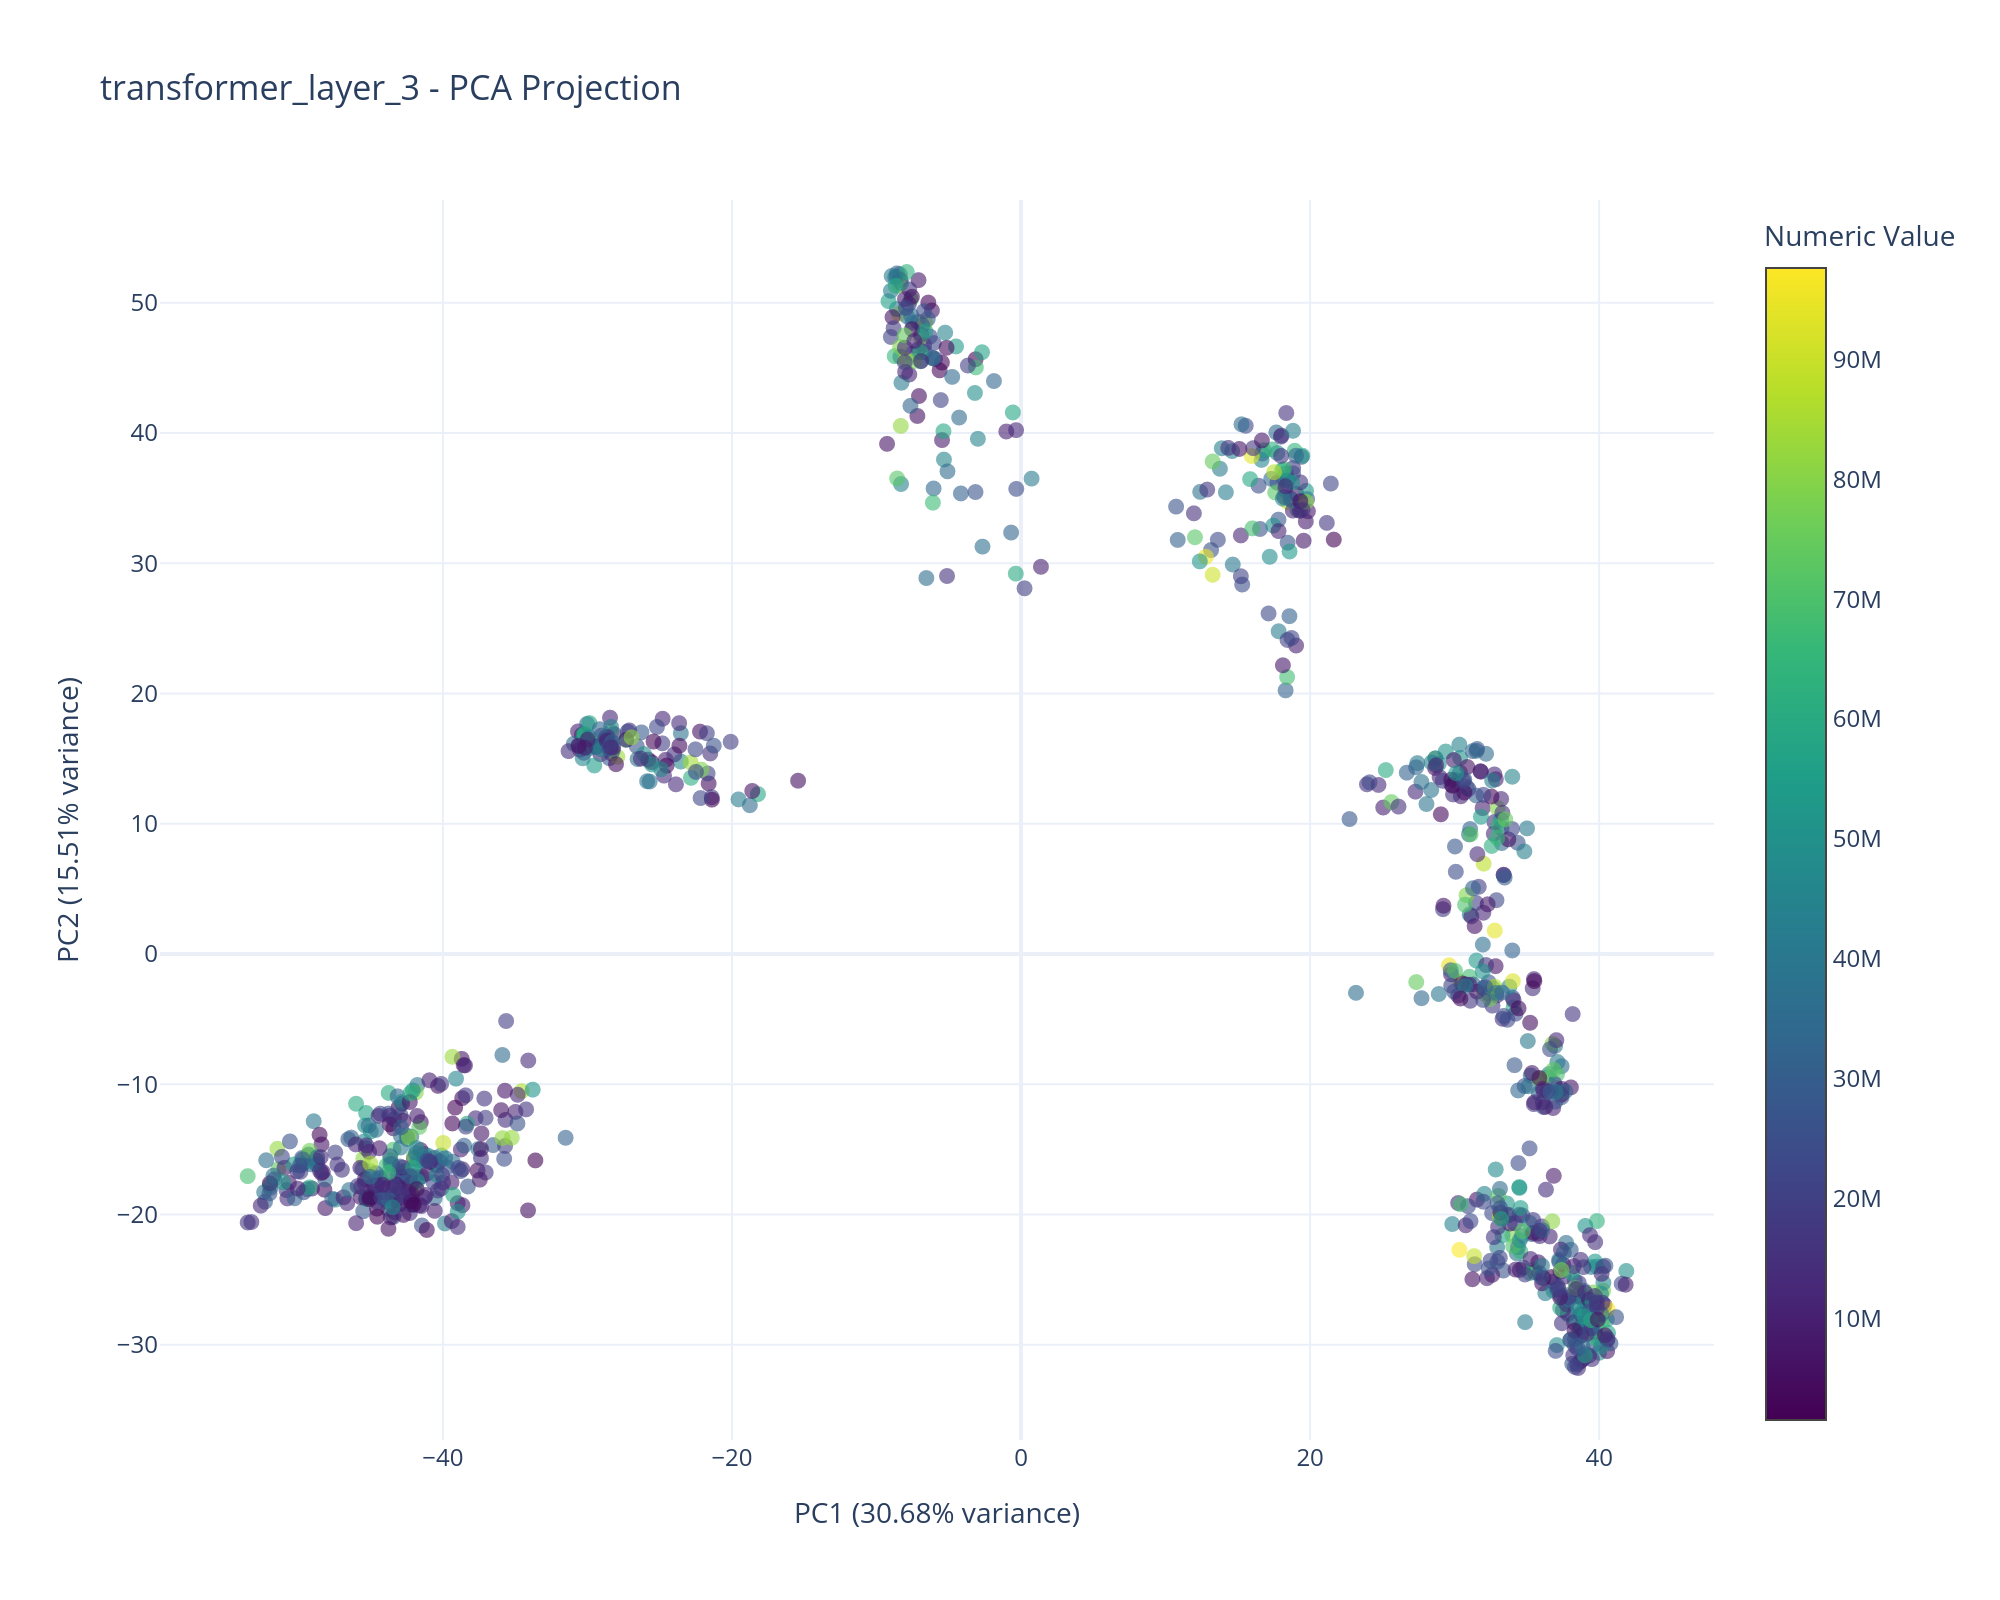 transformer_layer_3 - PCA Projection
Numeric Value
90M
80M
70M
60M
50M
40M
30M
20M
10M
50
40
30
20
10
0
−10
−20
−30
PC2 (15.51% variance)
−40
−20
0
20
40
PC1 (30.68% variance)